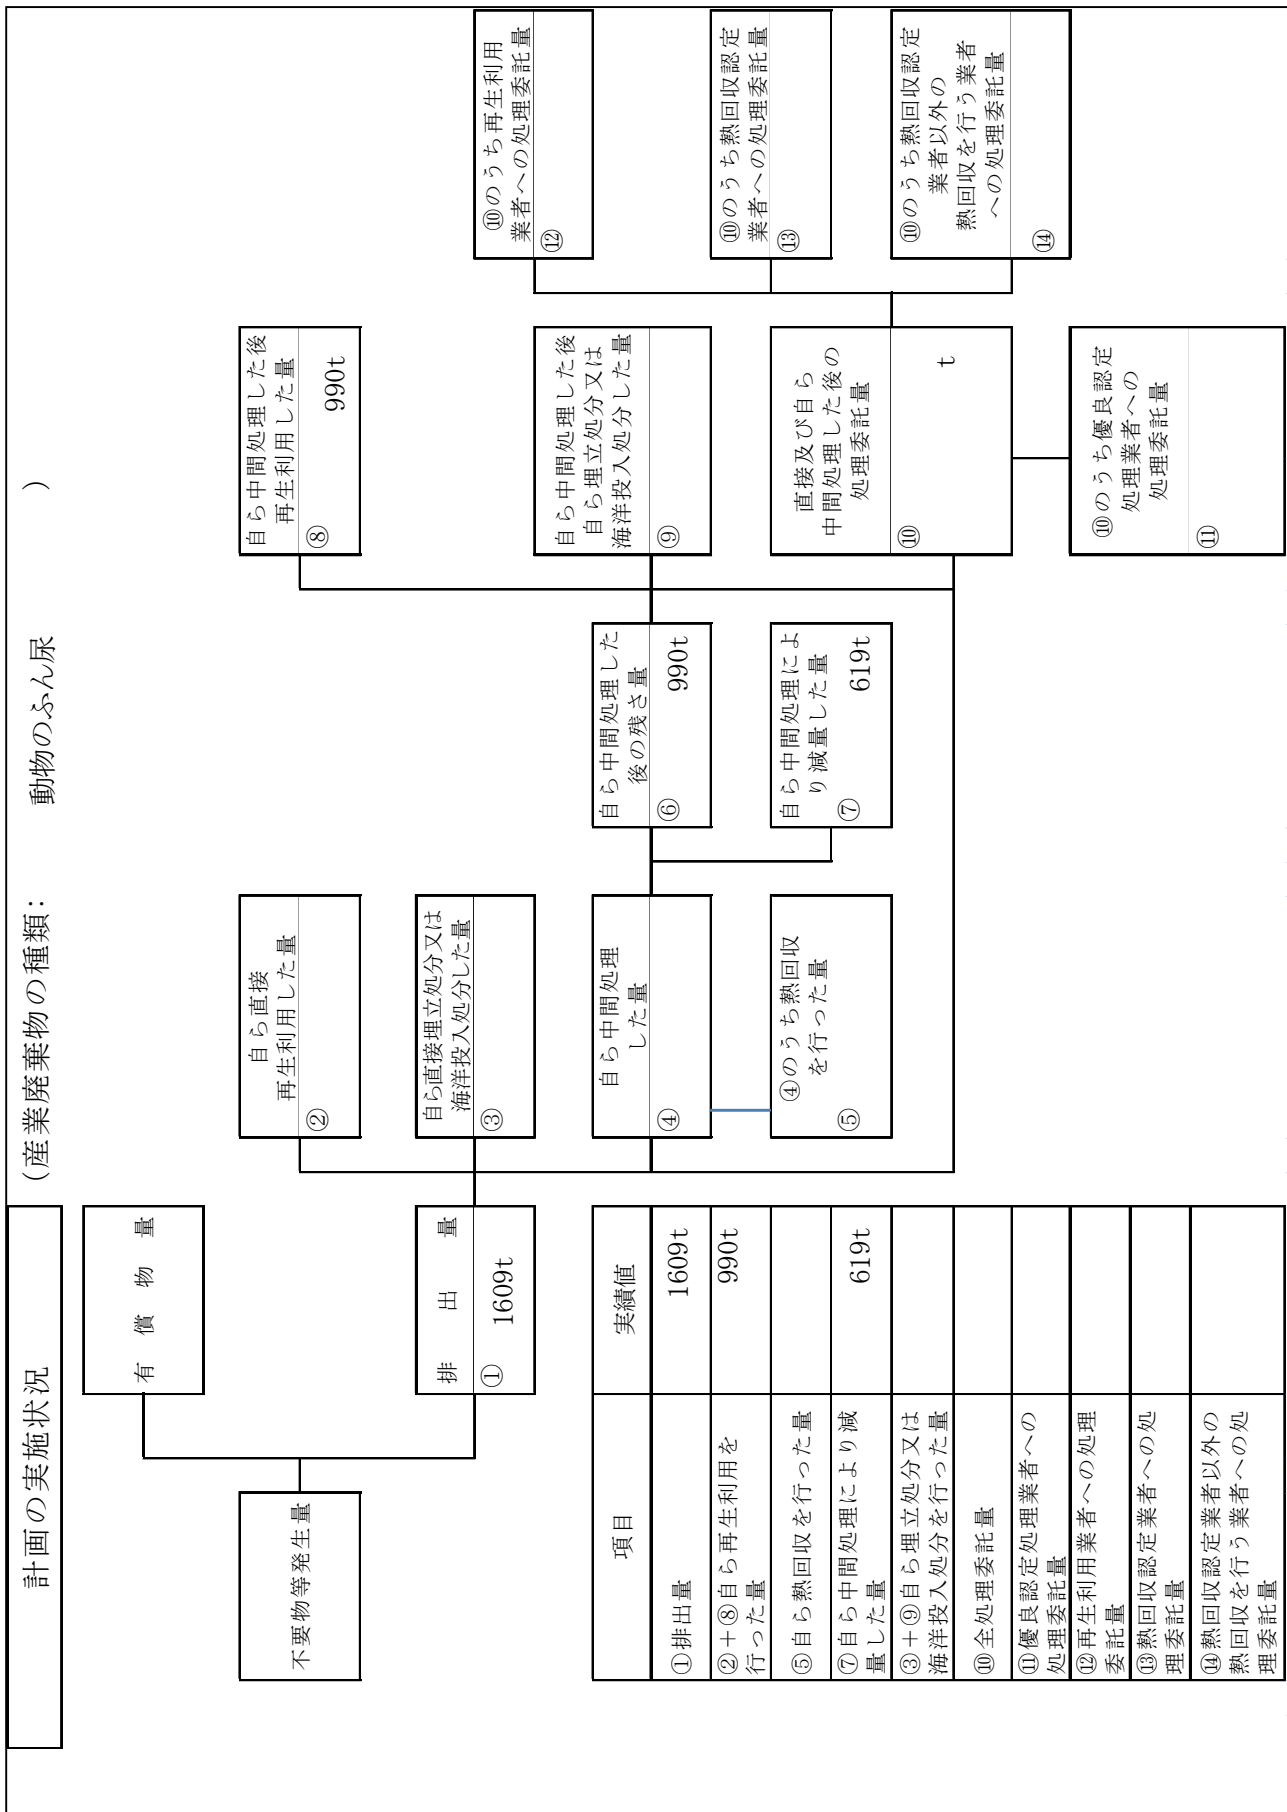 計画の実施状況
(産業廃棄物の種類：　動物のふん尿　)
不要物等発生量
有償物量
排出量
① 1609t
自ら直接
再生利用した量
②
自ら直接埋立処分又は
海洋投入処分した量
③
自ら中間処理
した量
④
④のうち熱回収
を行った量
⑤
自ら中間処理した
後の残さ量
⑥ 990t
自ら中間処理によ
り減量した量
⑦ 619t
自ら中間処理した後
再生利用した量
⑧ 990t
自ら中間処理した後
自ら埋立処分又は
海洋投入処分した量
⑨
直接及び自ら
中間処理した後の
処理委託量
⑩ t
⑩のうち優良認定
処理業者への
処理委託量
⑪
⑩のうち再生利用
業者への処理委託量
⑫
⑩のうち熱回収認定
業者への処理委託量
⑬
⑩のうち熱回収認定
業者以外の
熱回収を行う業者
への処理委託量
⑭
項目 実績値
①排出量 1609t
②＋⑧自ら再生利用を
行った量 990t
⑤自ら熱回収を行った量
⑦自ら中間処理により減
量した量 619t
③＋⑨自ら埋立処分又は
海洋投入処分を行った量
⑩全処理委託量
⑪優良認定処理業者への
処理委託量
⑫再生利用業者への処理
委託量
⑬熱回収認定業者への処
理委託量
⑭熱回収認定業者以外の
熱回収を行う業者への処
理委託量